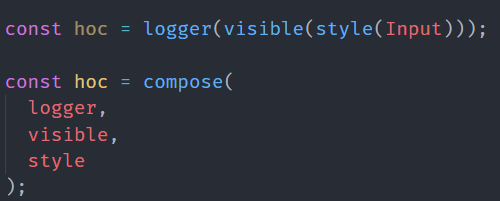 const hoc = logger(visible(style(Input)));
const hoc = compose(
logger,
visible,
style
);